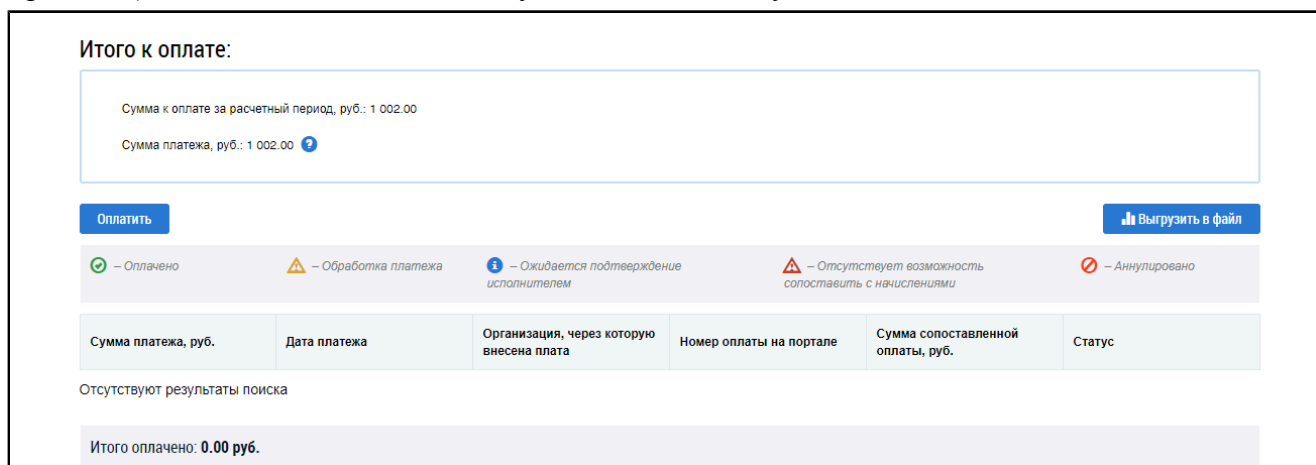 Итого к оплате:
Сумма к оплате за расчетный период, руб.: 1 002.00
Сумма платежа, руб.: 1 002.00 ?
Оплатить
Выгрузить в файл
– Оплачено
– Обработка платежа
– Ожидается подтверждение
исполнителем
– Отсутствует возможность
сопоставить с начислениями
– Аннулировано
Сумма платежа, руб.
Дата платежа
Организация, через которую
внесена плата
Номер оплаты на портале
Сумма сопоставленной
оплаты, руб.
Статус
Отсутствуют результаты поиска
Итого оплачено: 0.00 руб.